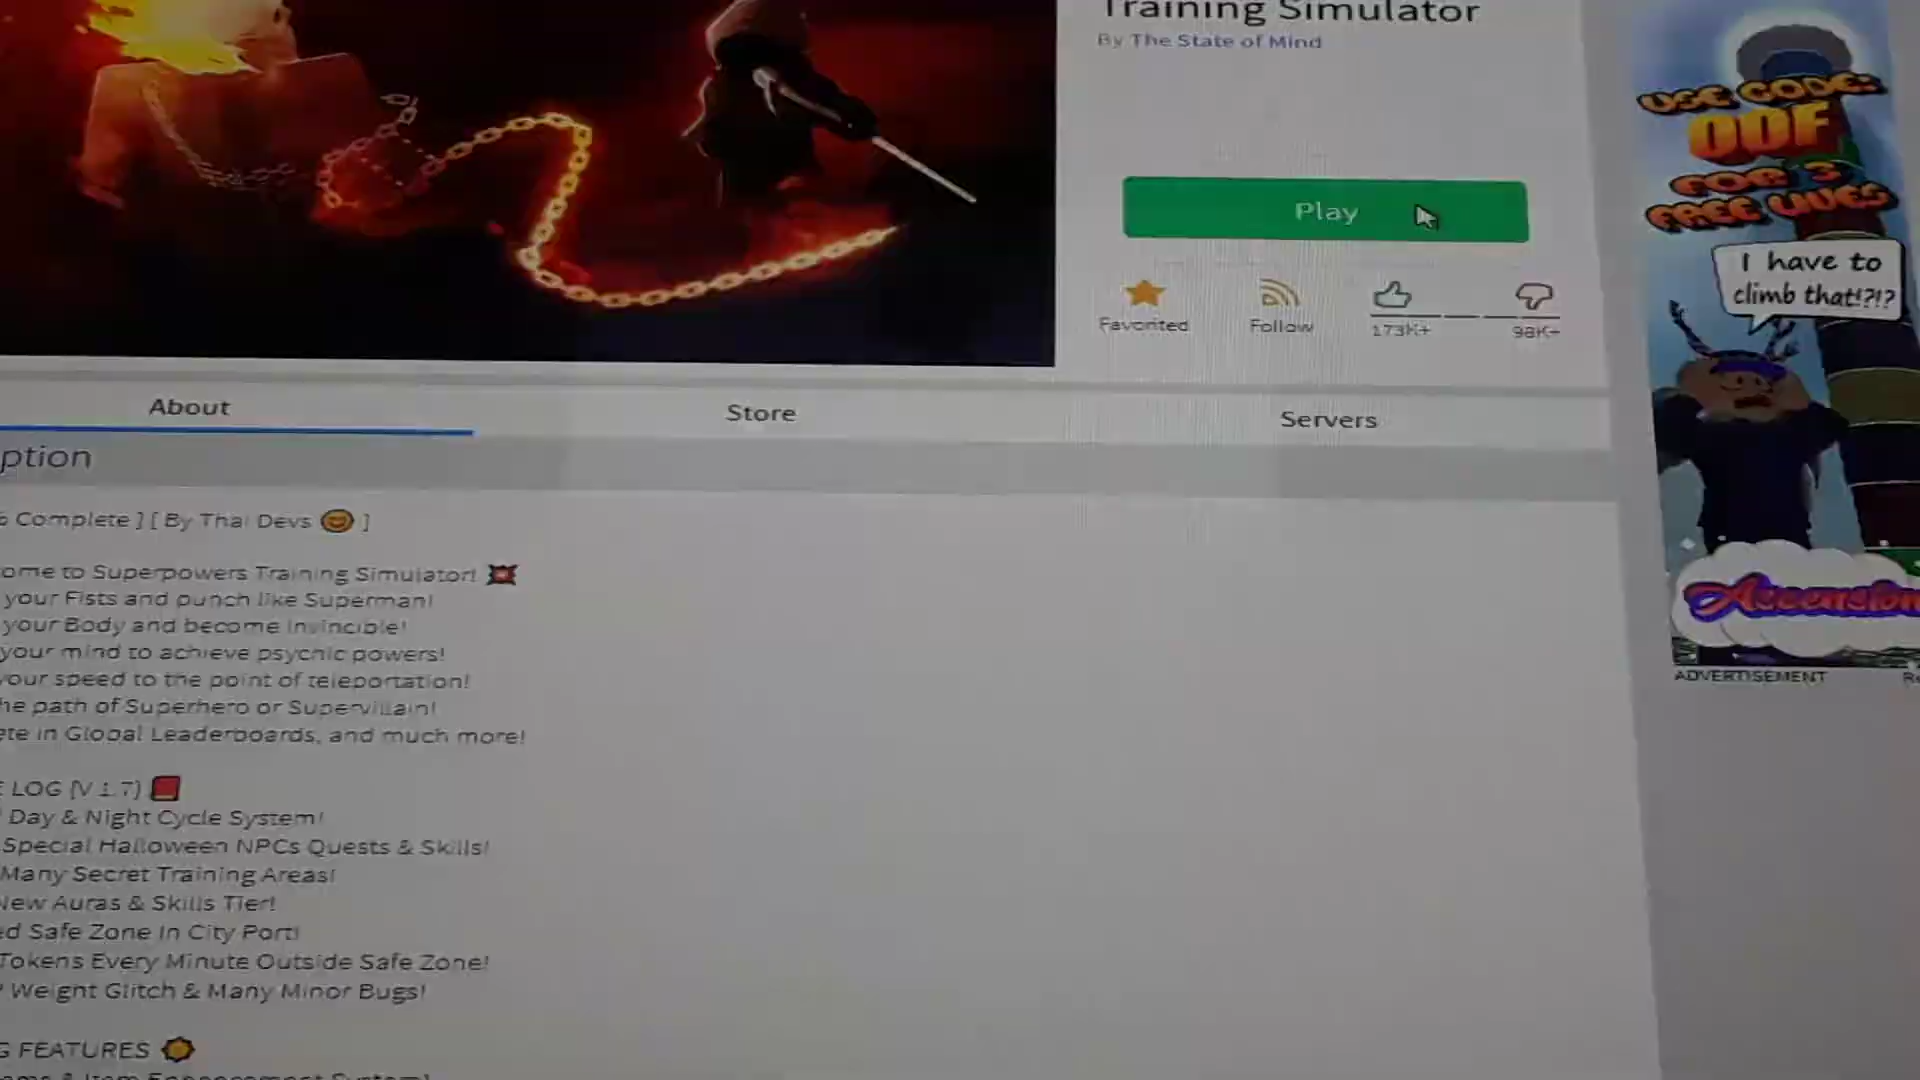 Training Simulator
By The State of Mind
Play
Favorited
Follow
173K+
98K+
About
Store
Servers
ption
Complete ] [ By Thai Devs 😊 ]
ome to Superpowers Training Simulator! 💥
your Fists and punch like Superman!
your Body and become Invincible!
your mind to achieve psychic powers!
your speed to the point of teleportation!
he path of Superhero or Supervillain!
ete in Global Leaderboards, and much more!
LOG [V 1.7] 📕
Day & Night Cycle System!
Special Halloween NPCs Quests & Skills!
Many Secret Training Areas!
New Auras & Skills Tier!
ed Safe Zone In City Port!
Tokens Every Minute Outside Safe Zone!
Weight Glitch & Many Minor Bugs!
G FEATURES
USE CODE:
ODF
FOR 3
FREE LIVES
I have to
climb that!?!?
Ascension
ADVERTISEMENT